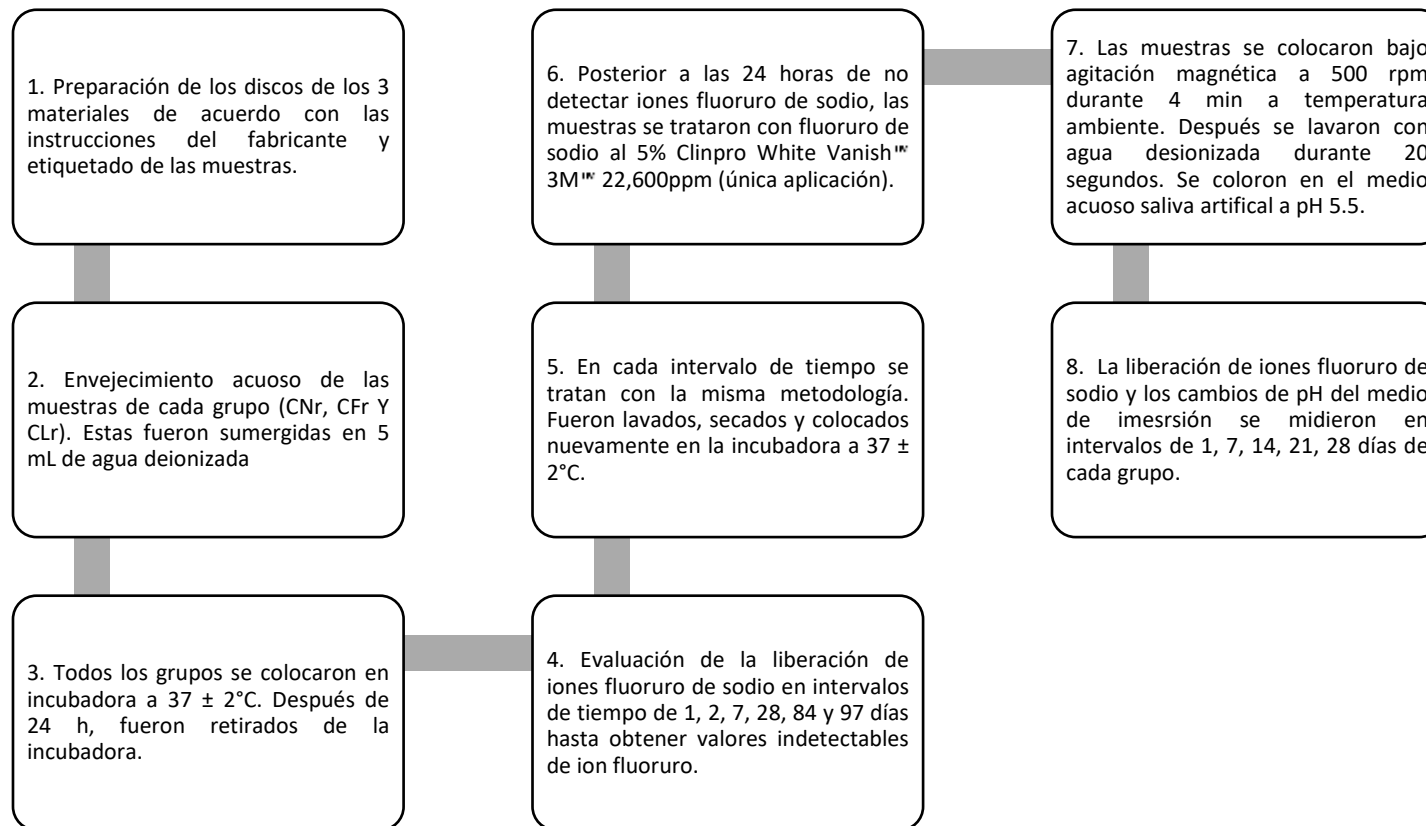 1. Preparación de los discos de los 3
materiales de acuerdo con las
instrucciones del fabricante y
etiquetado de las muestras.
2. Envejecimiento acuoso de las
muestras de cada grupo (CNr, CFr Y
CLr). Estas fueron sumergidas en 5
mL de agua deionizada
3. Todos los grupos se colocaron en
incubadora a 37 ± 2°C. Después de
24 h, fueron retirados de la
incubadora.
4. Evaluación de la liberación de
iones fluoruro de sodio en intervalos
de tiempo de 1, 2, 7, 28, 84 y 97 días
hasta obtener valores indetectables
de ion fluoruro.
5. En cada intervalo de tiempo se
tratan con la misma metodología.
Fueron lavados, secados y colocados
nuevamente en la incubadora a 37 ±
2°C.
6. Posterior a las 24 horas de no
detectar iones fluoruro de sodio, las
muestras se trataron con fluoruro de
sodio al 5% Clinpro White Vanish™
3M™ 22,600ppm (única aplicación).
7. Las muestras se colocaron bajo
agitación magnética a 500 rpm
durante 4 min a temperatura
ambiente. Después se lavaron con
agua desionizada durante 20
segundos. Se coloron en el medio
acuoso saliva artifical a pH 5.5.
8. La liberación de iones fluoruro de
sodio y los cambios de pH del medio
de imesrsión se midieron en
intervalos de 1, 7, 14, 21, 28 días de
cada grupo.